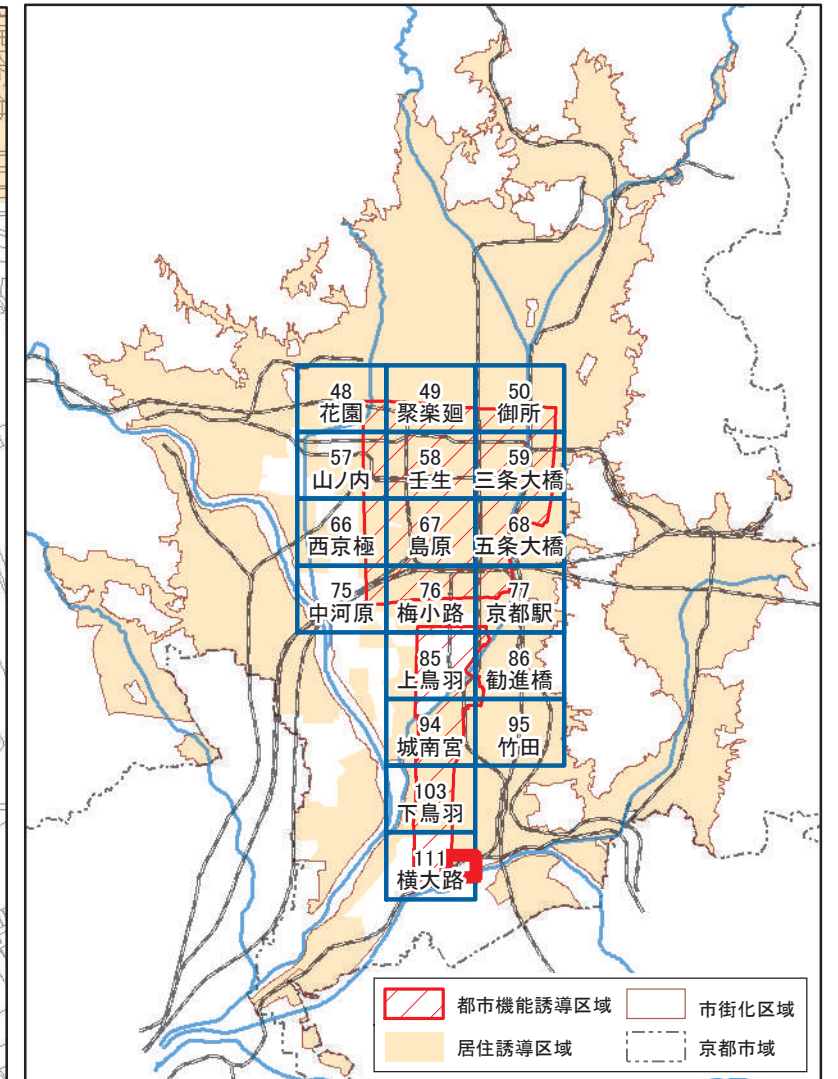 48
花園
49
聚楽廻
50
御所
57
山ノ内
58
壬生
59
三条大橋
66
西京極
67
島原
68
五条大橋
75
中河原
76
梅小路
77
京都駅
85
上鳥羽
86
勧進橋
94
城南宮
95
竹田
103
下鳥羽
111
横大路
都市機能誘導区域
市街化区域
居住誘導区域
京都市域